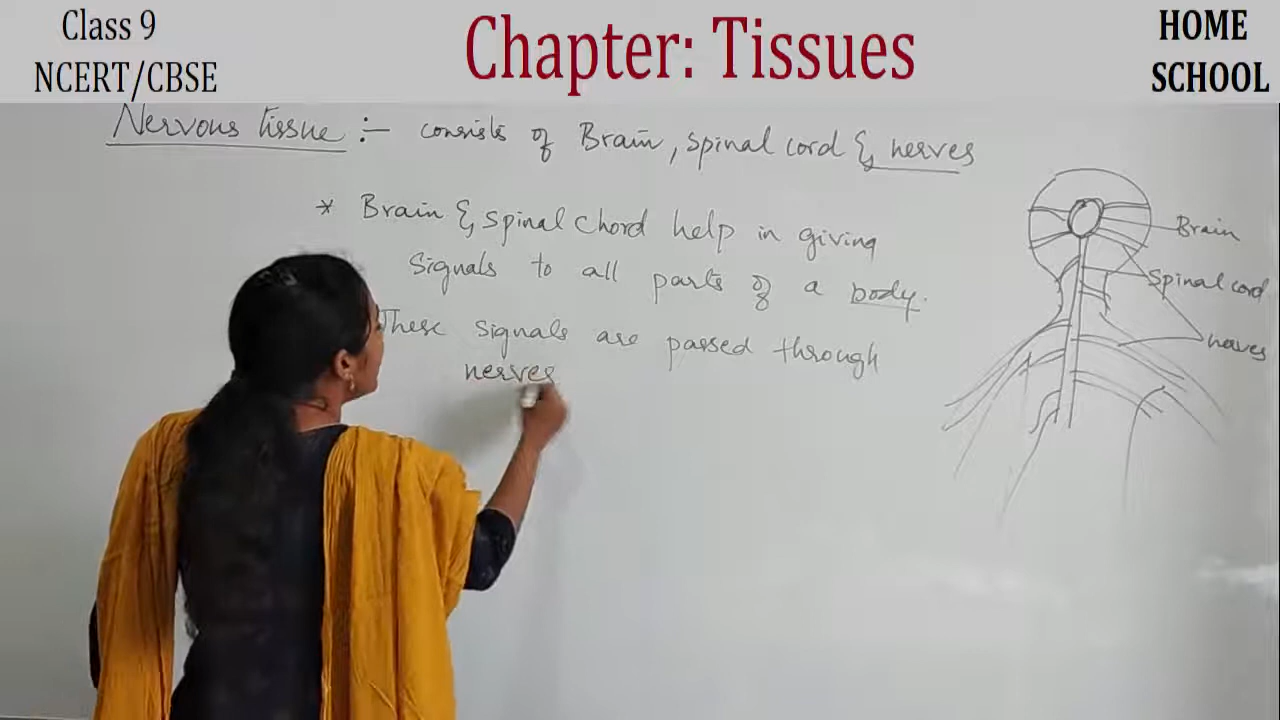 Class 9
NCERT/CBSE
Chapter: Tissues
HOME
SCHOOL
Nervous tissue :- consists of Brain, spinal cord & nerves
* Brain & spinal chord help in giving
signals to all parts of a body.
These signals are passed through
nerves
Brain
Spinal cord
nerves